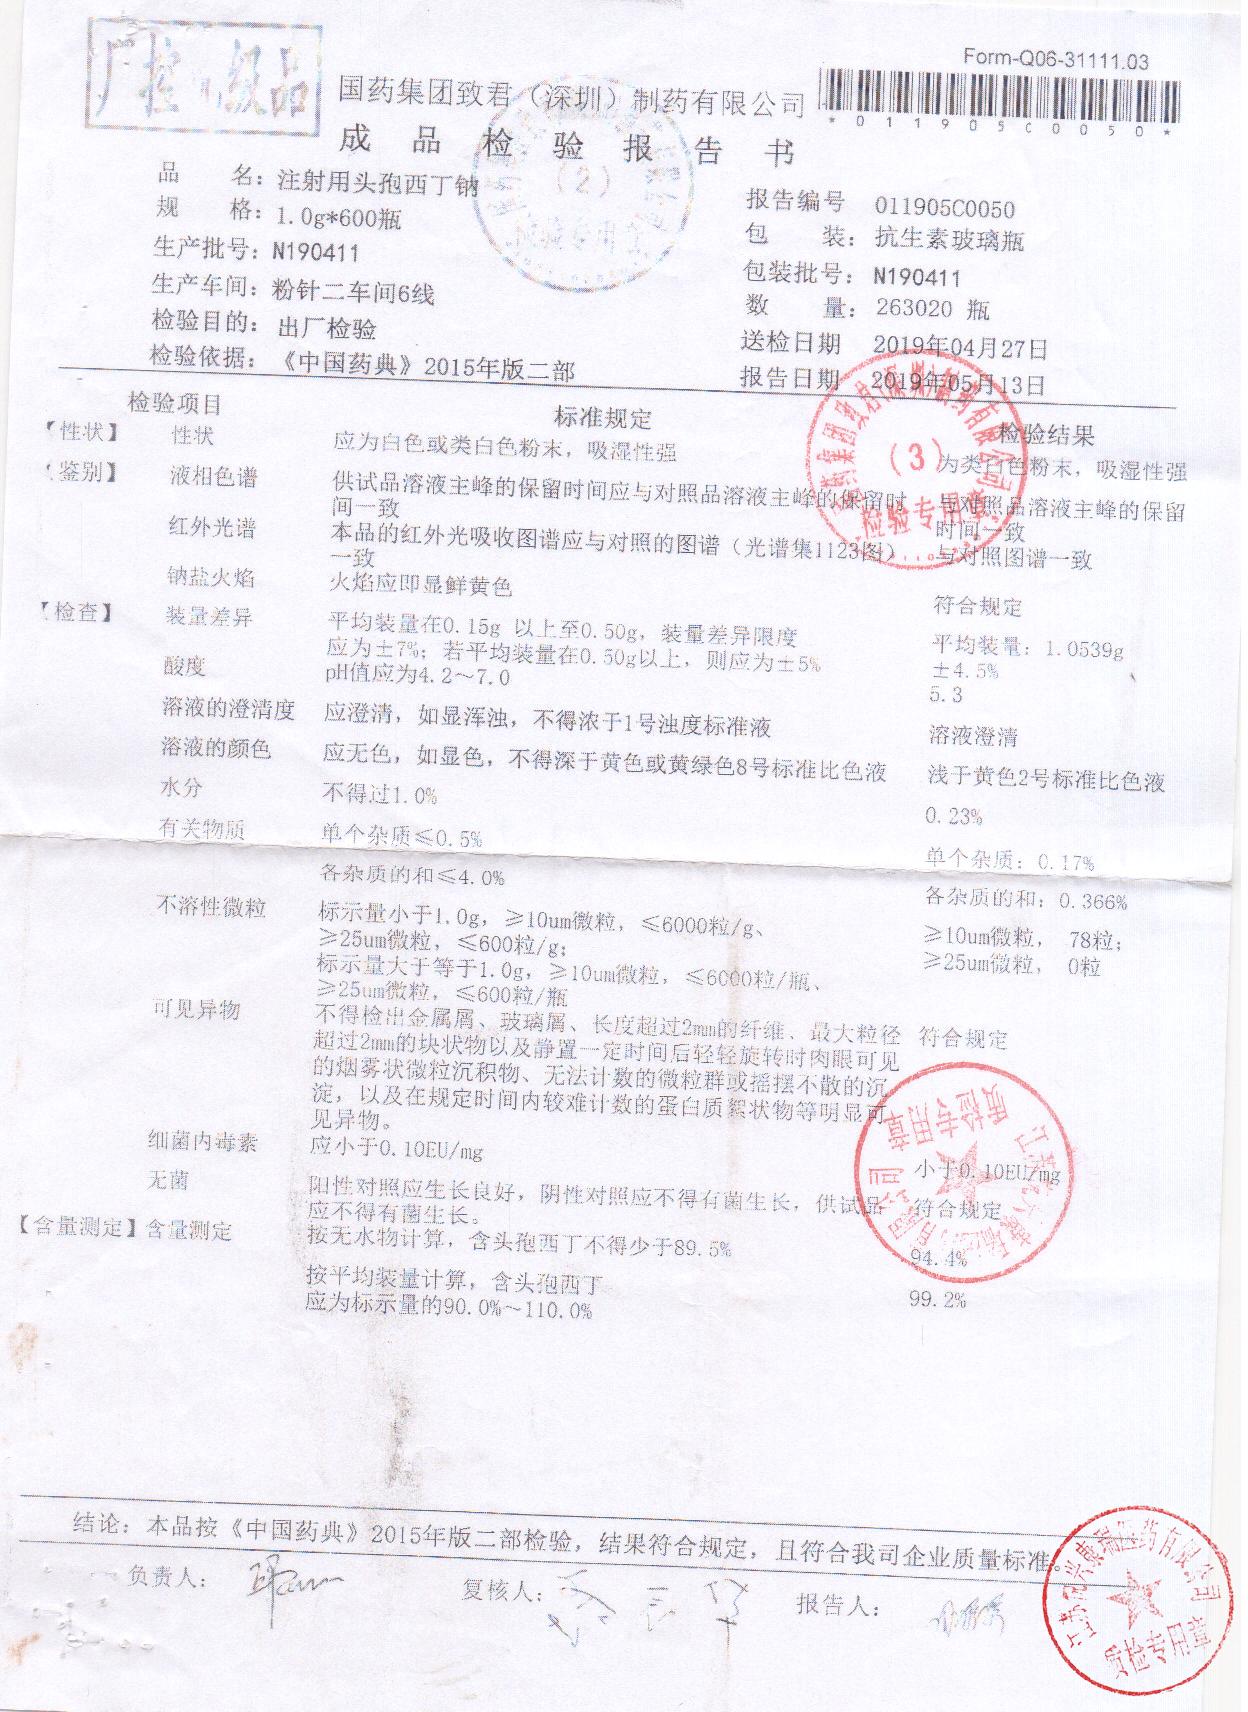 Form-Q06-31111.03
*011905C0050*
国药集团致君（深圳）制药有限公司
成品检验报告书
品 名：注射用头孢西丁钠
规 格：1.0g*600瓶
生产批号：N190411
生产车间：粉针二车间6线
检验目的：出厂检验
检验依据：《中国药典》2015年版二部
报告编号 011905C0050
包 装：抗生素玻璃瓶
包装批号：N190411
数 量：263020 瓶
送检日期 2019年04月27日
报告日期 2019年05月13日
检验项目 标准规定 检验结果
【性状】 性状 应为白色或类白色粉末，吸湿性强 为类白色粉末，吸湿性强
【鉴别】 液相色谱 供试品溶液主峰的保留时间应与对照品溶液主峰的保留时 与对照品溶液主峰的保留
间一致 时间一致
红外光谱 本品的红外光吸收图谱应与对照的图谱（光谱集1123图） 与对照图谱一致
一致
钠盐火焰 火焰应即显鲜黄色 符合规定
【检查】 装量差异 平均装量在0.15g 以上至0.50g，装量差异限度 平均装量：1.0539g
应为±7%；若平均装量在0.50g以上，则应为±5% ±4.5%
酸度 pH值应为4.2～7.0 5.3
溶液的澄清度 应澄清，如显浑浊，不得浓于1号浊度标准液 溶液澄清
溶液的颜色 应无色，如显色，不得深于黄色或黄绿色8号标准比色液 浅于黄色2号标准比色液
水分 不得过1.0% 0.23%
有关物质 单个杂质≤0.5% 单个杂质：0.17%
各杂质的和≤4.0% 各杂质的和：0.366%
不溶性微粒 标示量小于1.0g，≥10um微粒，≤6000粒/g、 ≥10um微粒， 78粒；
≥25um微粒，≤600粒/g； ≥25um微粒， 0粒
标示量大于等于1.0g，≥10um微粒，≤6000粒/瓶、
≥25um微粒，≤600粒/瓶
可见异物 不得检出金属屑、玻璃屑、长度超过2mm的纤维、最大粒径 符合规定
超过2mm的块状物以及静置一定时间后轻轻旋转时肉眼可见
的烟雾状微粒沉积物、无法计数的微粒群或摇摆不散的沉
淀，以及在规定时间内较难计数的蛋白质絮状物等明显可
见异物。
细菌内毒素 应小于0.10EU/mg 小于0.10EU/mg
无菌 阳性对照应生长良好，阴性对照应不得有菌生长，供试品 符合规定
应不得有菌生长。
【含量测定】 含量测定 按无水物计算，含头孢西丁不得少于89.5% 94.4%
按平均装量计算，含头孢西丁
应为标示量的90.0%～110.0% 99.2%
结论：本品按《中国药典》2015年版二部检验，结果符合规定，且符合我司企业质量标准。
负责人： 复核人： 报告人：
国药集团致君（深圳）制药有限公司
（3）
检验专用章
（2）
质检专用章
江苏亿兴康瑞医药有限公司
质检专用章